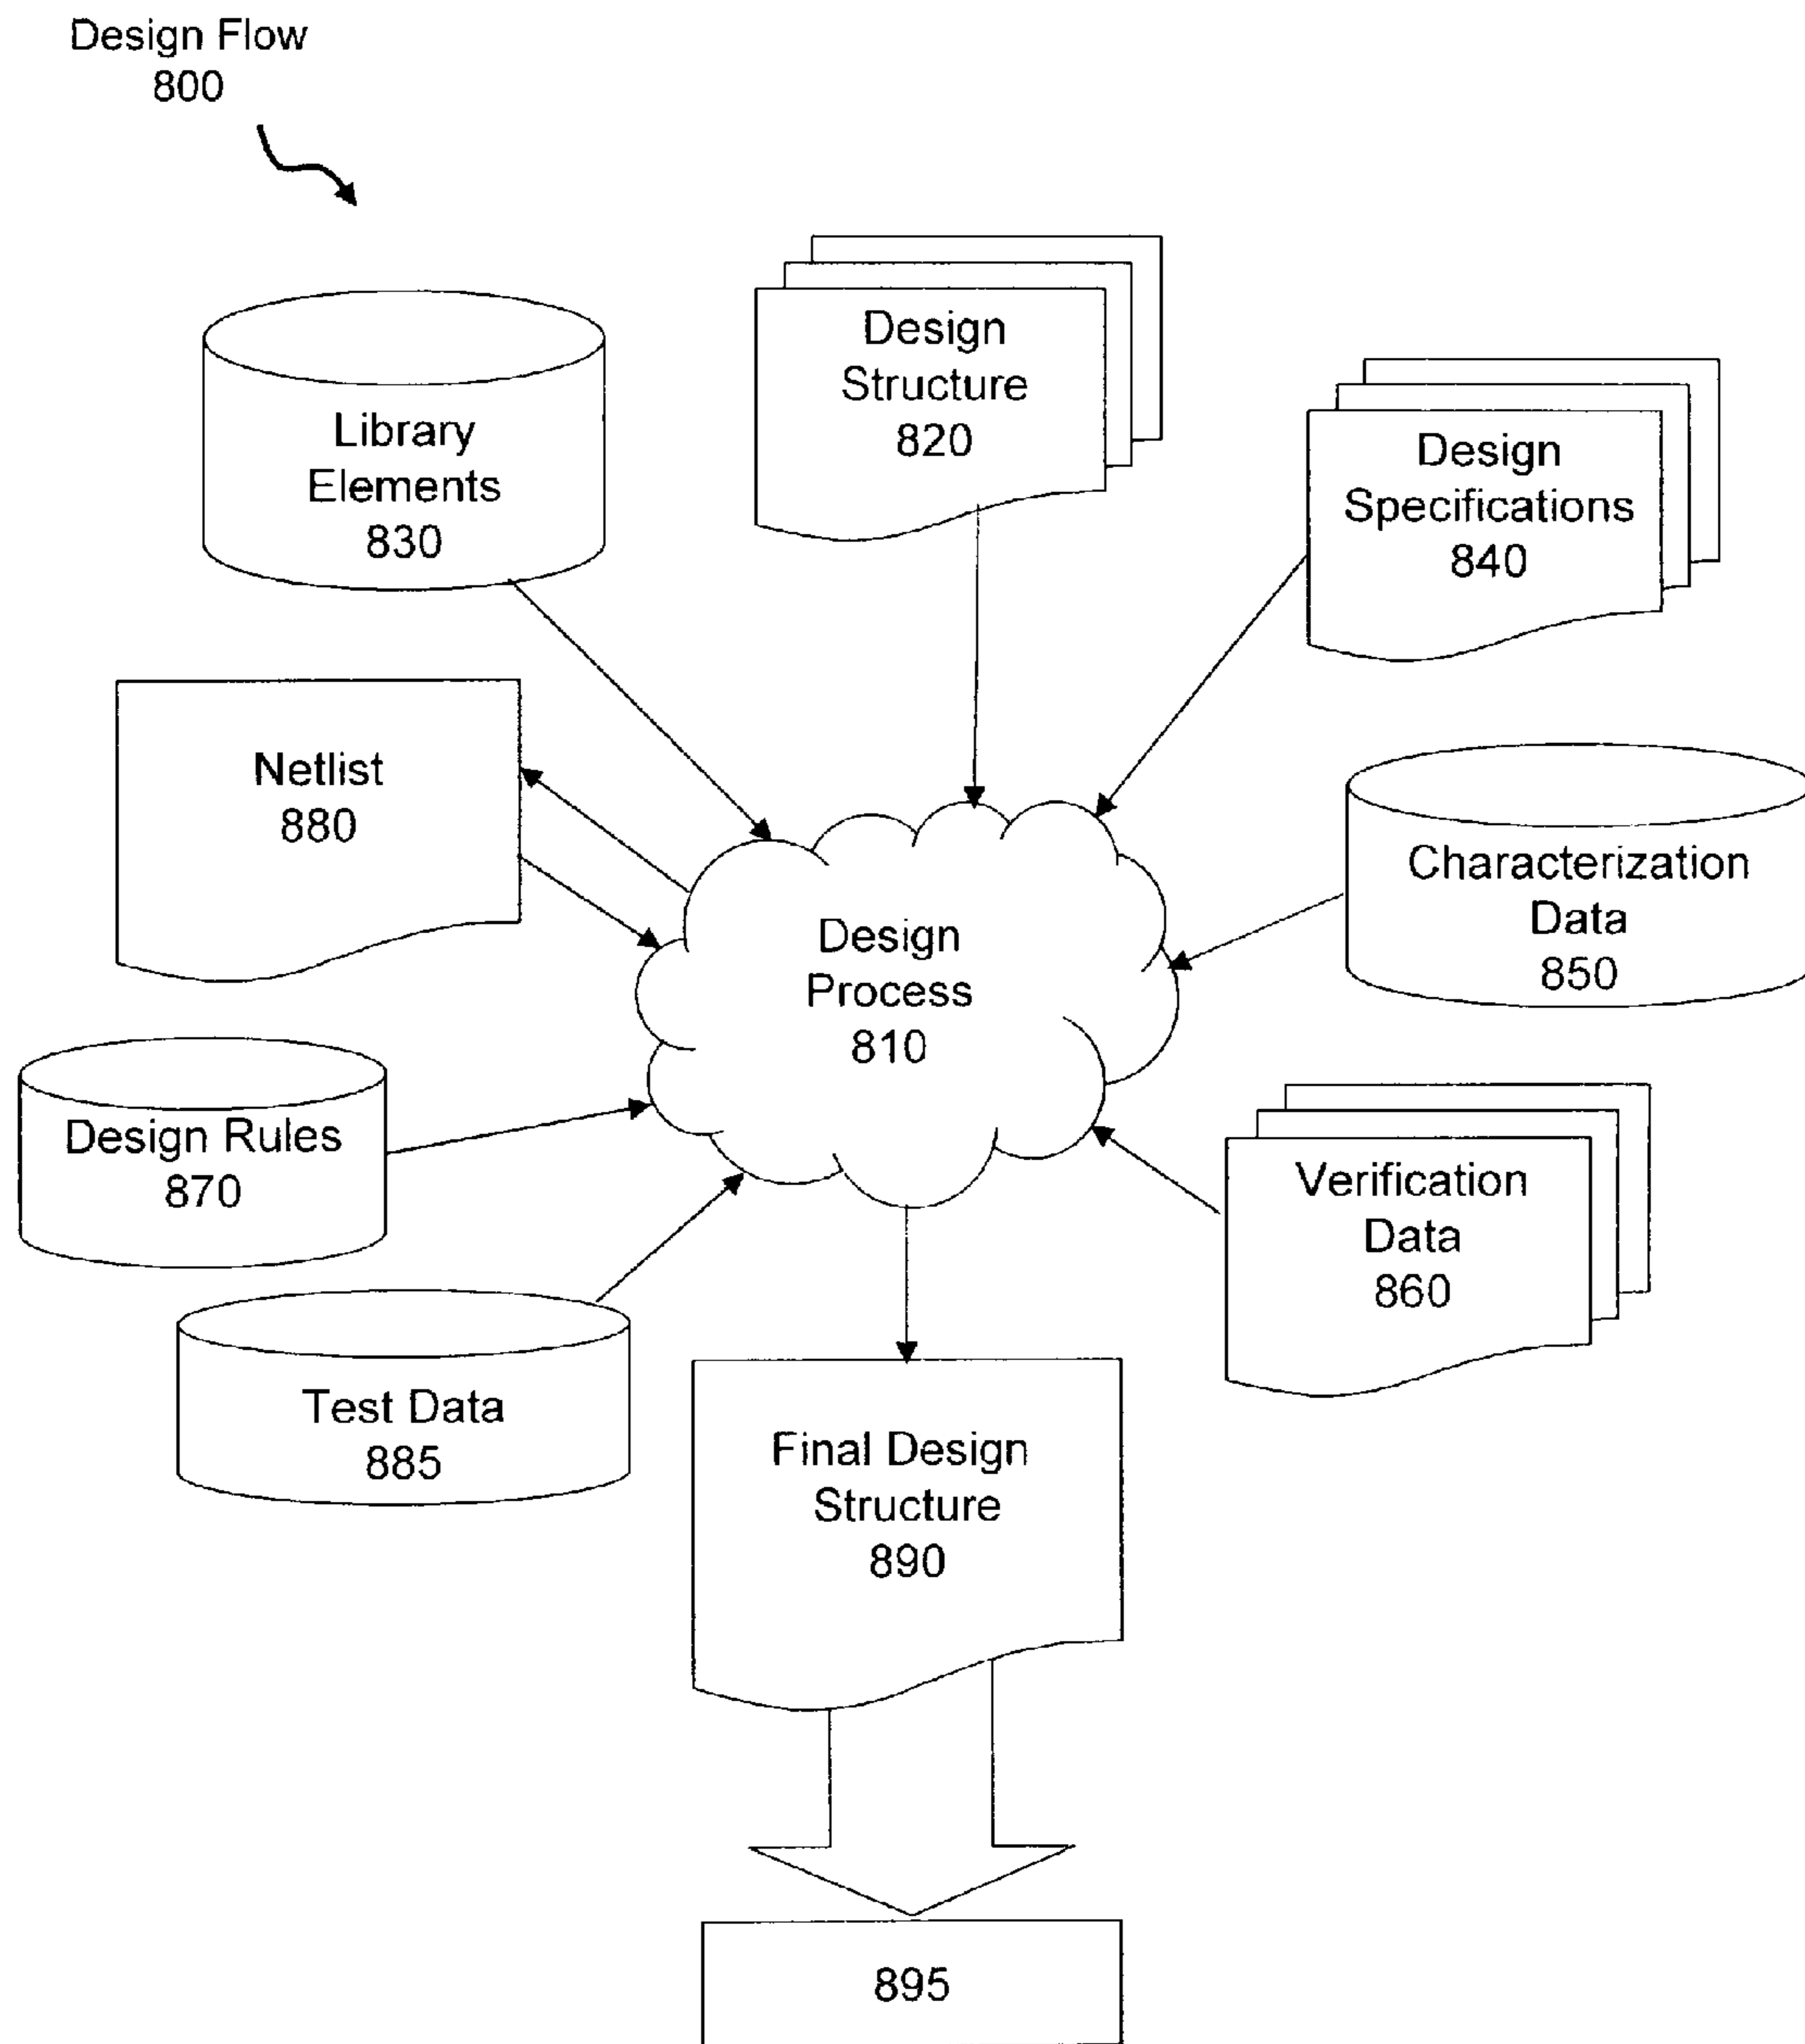 Design Flow
800
Design
Structure
820
Library
Elements
830
Design
Specifications
840
Netlist
880
Characterization
Data
850
Design
Process
810
Design Rules
870
Verification
Data
860
Test Data
885
Final Design
Structure
890
895